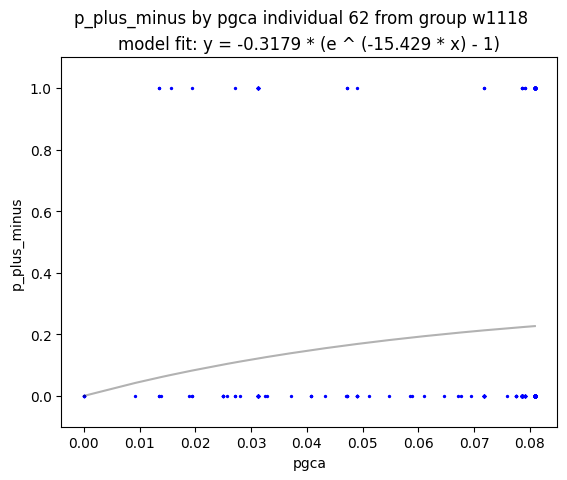 p_plus_minus by pgca individual 62 from group w1118
model fit: y = -0.3179 * (e ^ (-15.429 * x) - 1)
1.0
0.8
0.6
0.4
0.2
0.0
p_plus_minus
0.00 0.01 0.02 0.03 0.04 0.05 0.06 0.07 0.08
pgca